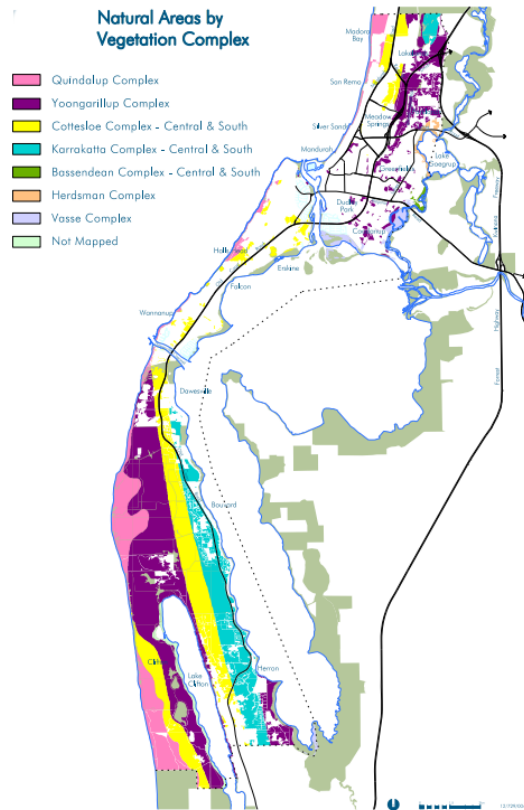 Natural Areas by
Vegetation Complex
Quindalup Complex
Yoongarillup Complex
Cottesloe Complex - Central & South
Karrakatta Complex - Central & South
Bassendean Complex - Central & South
Herdsman Complex
Vasse Complex
Not Mapped
Madora
Bay
San Remo
Meadow
Springs
Silver Sands
Mandurah
Lake
Goegrup
Greenfields
Dudley
Park
Coodanup
Halls Head
Erskine
Falcon
Wannanup
Dawesville
Bouvard
Herron
Lake
Clifton
Forrest
Highway
Kwinana
Freeway